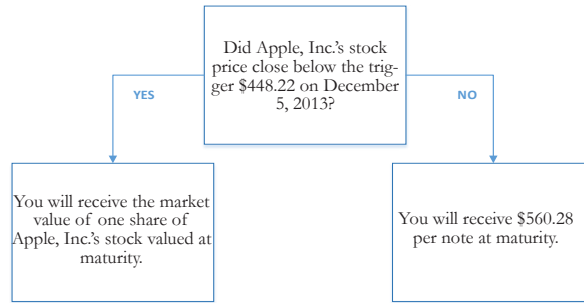 Did Apple, Inc.'s stock
price close below the trig-
ger $448.22 on December
5, 2013?
YES
NO
You will receive the market
value of one share of
Apple, Inc.'s stock valued at
maturity.
You will receive $560.28
per note at maturity.